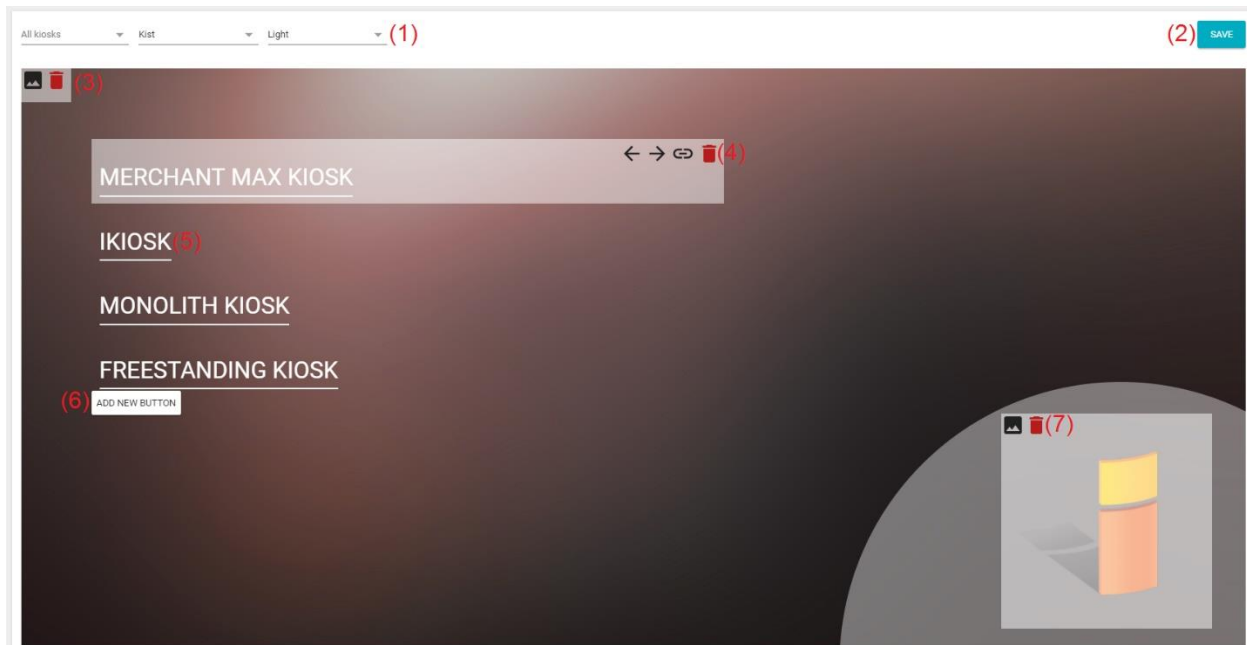 All kiosks Kist Light (1) (2) SAVE
(3)
(4)
MERCHANT MAX KIOSK
IKIOSK(5)
MONOLITH KIOSK
FREESTANDING KIOSK
(6) ADD NEW BUTTON
(7)